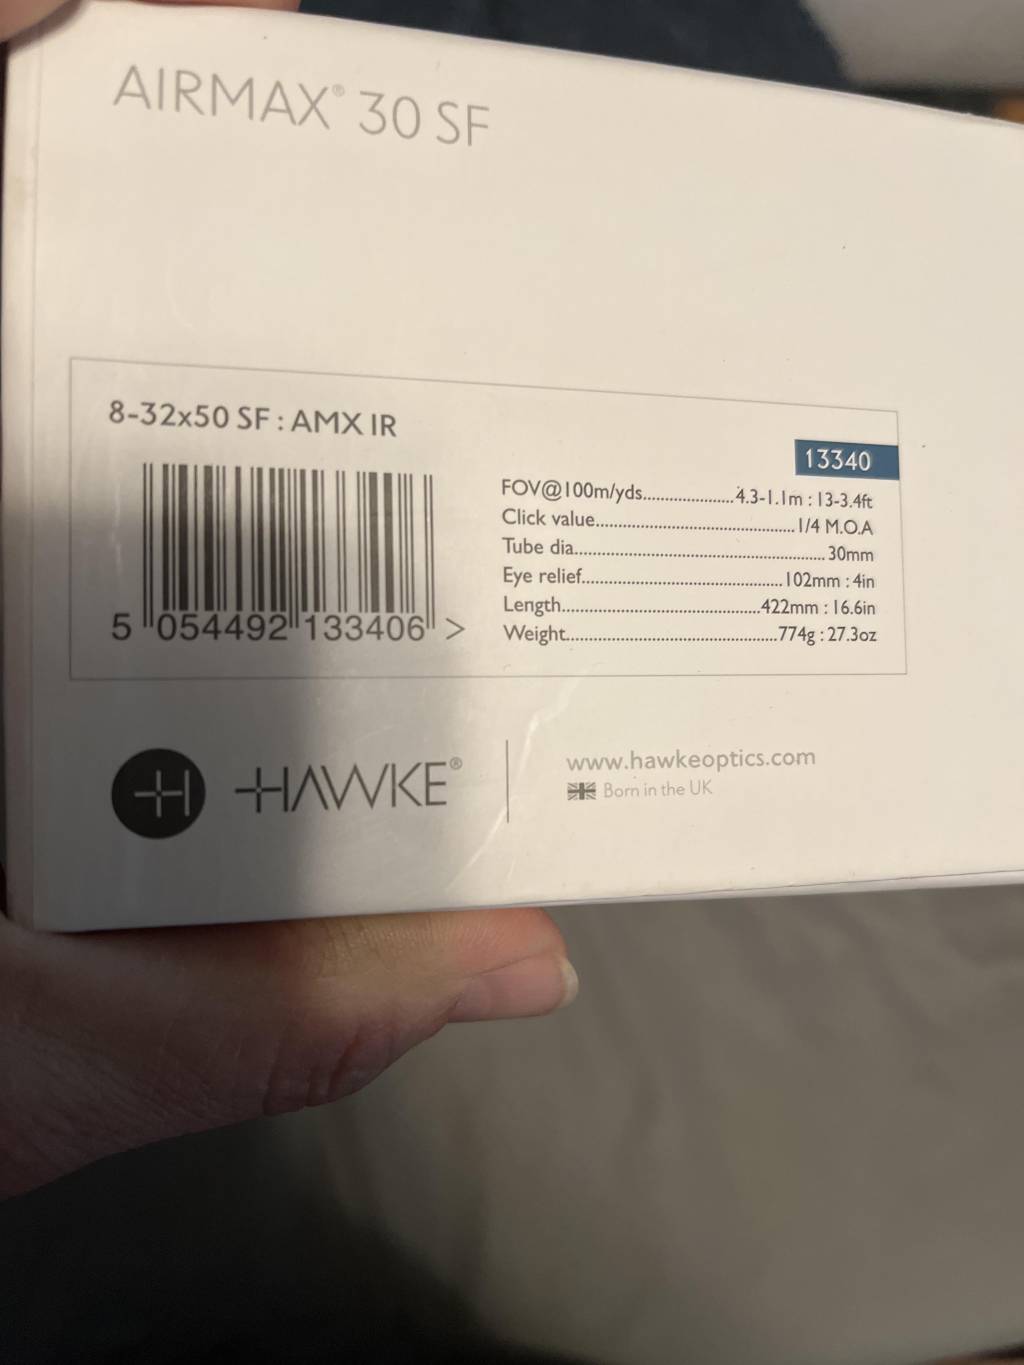 AIRMAX® 30 SF
8-32x50 SF : AMX IR
13340
FOV@100m/yds....................4.3-1.1m : 13-3.4ft
Click value............................................1/4 M.O.A
Tube dia.......................................................30mm
Eye relief............................................102mm : 4in
Length............................................422mm : 16.6in
Weight..............................................774g : 27.3oz
5 054492 133406 >
HAWKE®
www.hawkeoptics.com
Born in the UK